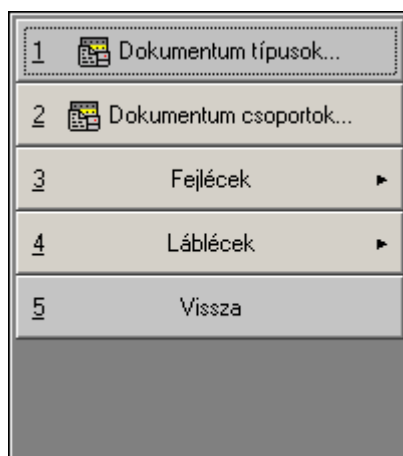 1 Dokumentum típusok...
2 Dokumentum csoportok...
3 Fejlécek
4 Láblécek
5 Vissza